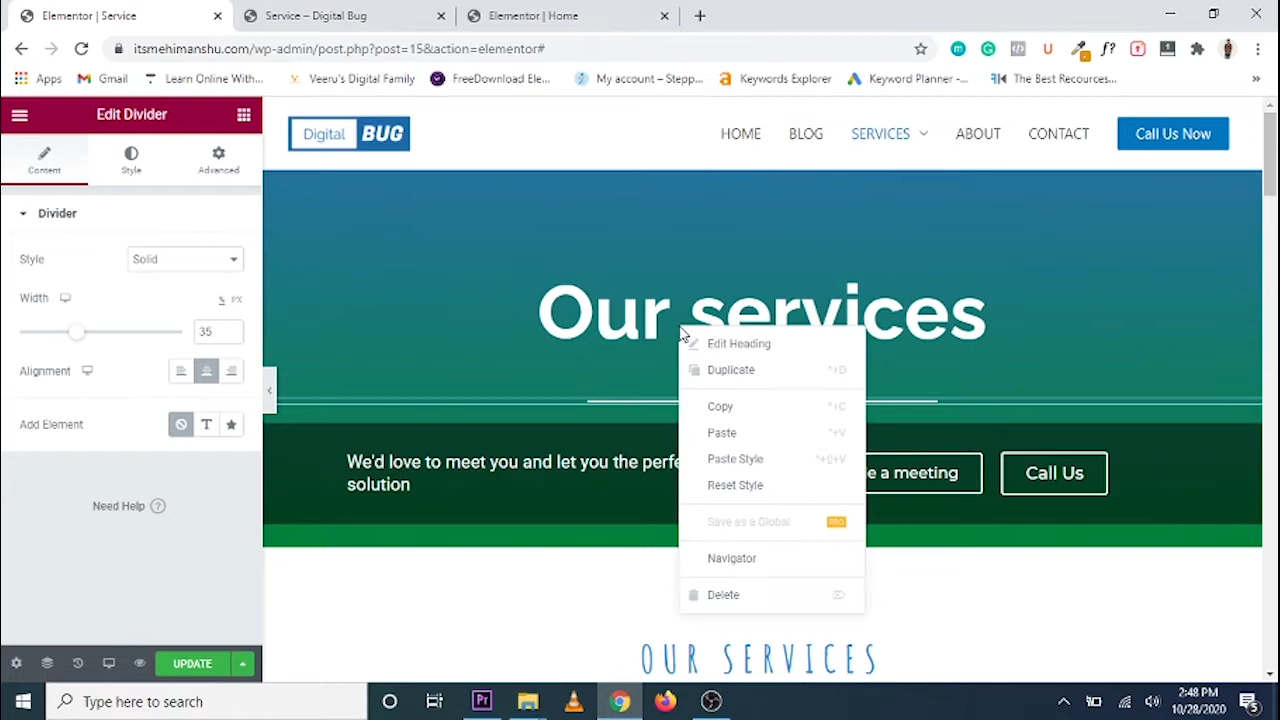 Elementor | Service
Service – Digital Bug
Elementor | Home
itsmehimanshu.com/wp-admin/post.php?post=15&action=elementor#
Apps
Gmail
Learn Online With...
Veeru's Digital Family
FreeDownload Ele...
My account – Stepp...
Keywords Explorer
Keyword Planner -...
The Best Recources...
»
Edit Divider
Content
Style
Advanced
Divider
Style
Solid
Width
% PX
35
Alignment
Add Element
Need Help
UPDATE
Digital BUG
HOME
BLOG
SERVICES
ABOUT
CONTACT
Call Us Now
Our services
Edit Heading
Duplicate ^+D
Copy ^+C
Paste ^+V
Paste Style ^+⇧+V
Reset Style
Save as a Global PRO
Navigator
Delete
We'd love to meet you and let you the perfe
solution
e a meeting
Call Us
OUR SERVICES
Type here to search
2:48 PM
10/28/2020
5